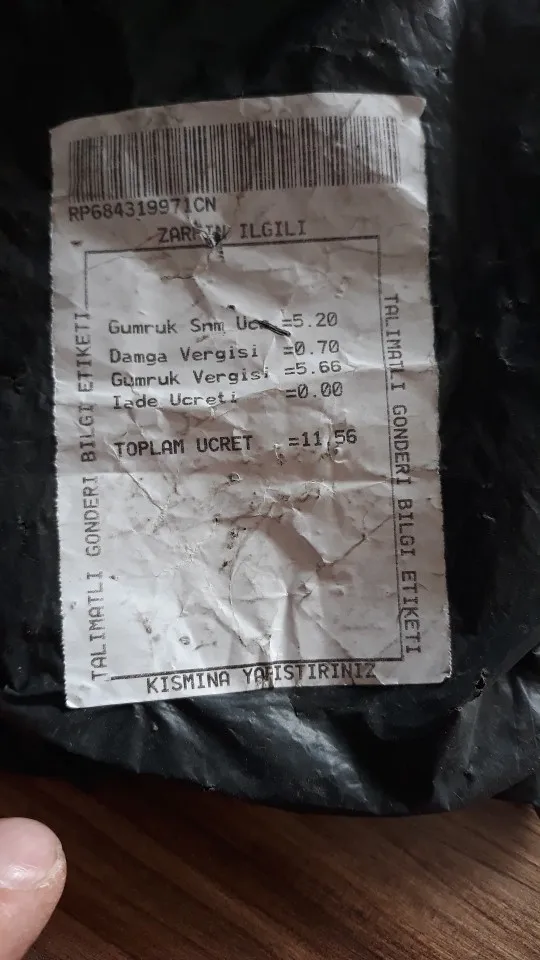 RP684319971CN
ZARFIN ILGILI
TALIMATLI GONDERI BILGI ETIKETI
Gumruk Snm Ucr =5.20
Damga Vergisi =0.70
Gumruk Vergisi =5.66
Iade Ucreti =0.00
TOPLAM UCRET =11.56
TALIMATLI GONDERI BILGI ETIKETI
KISMINA YAPISTIRINIZ